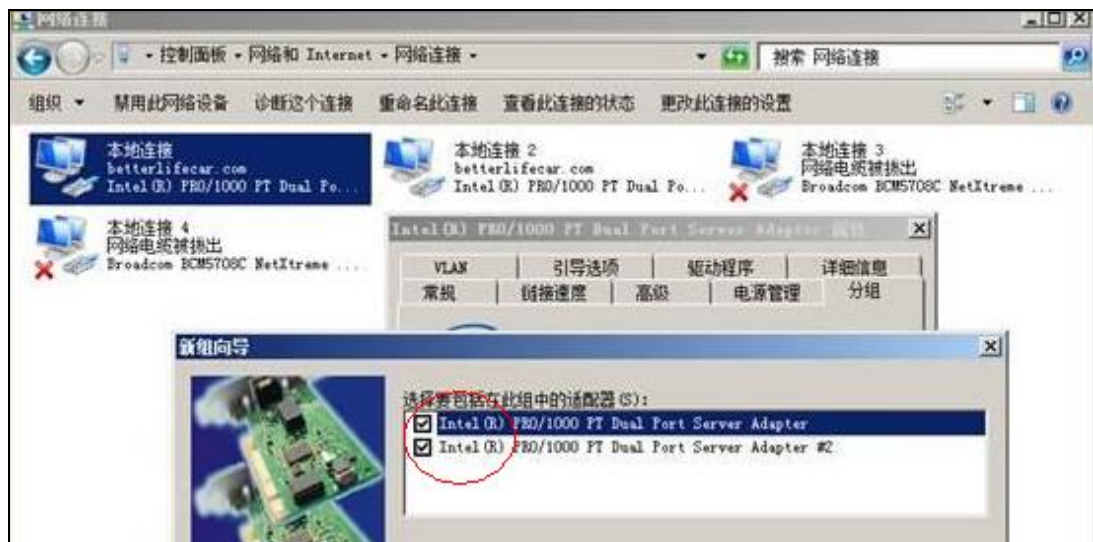 网络连接
控制面板 网络和 Internet 网络连接
搜索 网络连接
组织 禁用此网络设备 诊断这个连接 重命名此连接 查看此连接的状态 更改此连接的设置
本地连接
betterlifecar.com
Intel(R) PRO/1000 PT Dual Po...
本地连接 2
betterlifecar.com
Intel(R) PRO/1000 PT Dual Po...
本地连接 3
网络电缆被拔出
Broadcom BCM5708C NetXtreme ...
本地连接 4
网络电缆被拔出
Broadcom BCM5708C NetXtreme ...
Intel(R) PRO/1000 PT Dual Port Server Adapter 属性
VLAN 引导选项 驱动程序 详细信息
常规 链接速度 高级 电源管理 分组
新组向导
选择要包括在此组中的适配器(S):
Intel(R) PRO/1000 PT Dual Port Server Adapter
Intel(R) PRO/1000 PT Dual Port Server Adapter #2